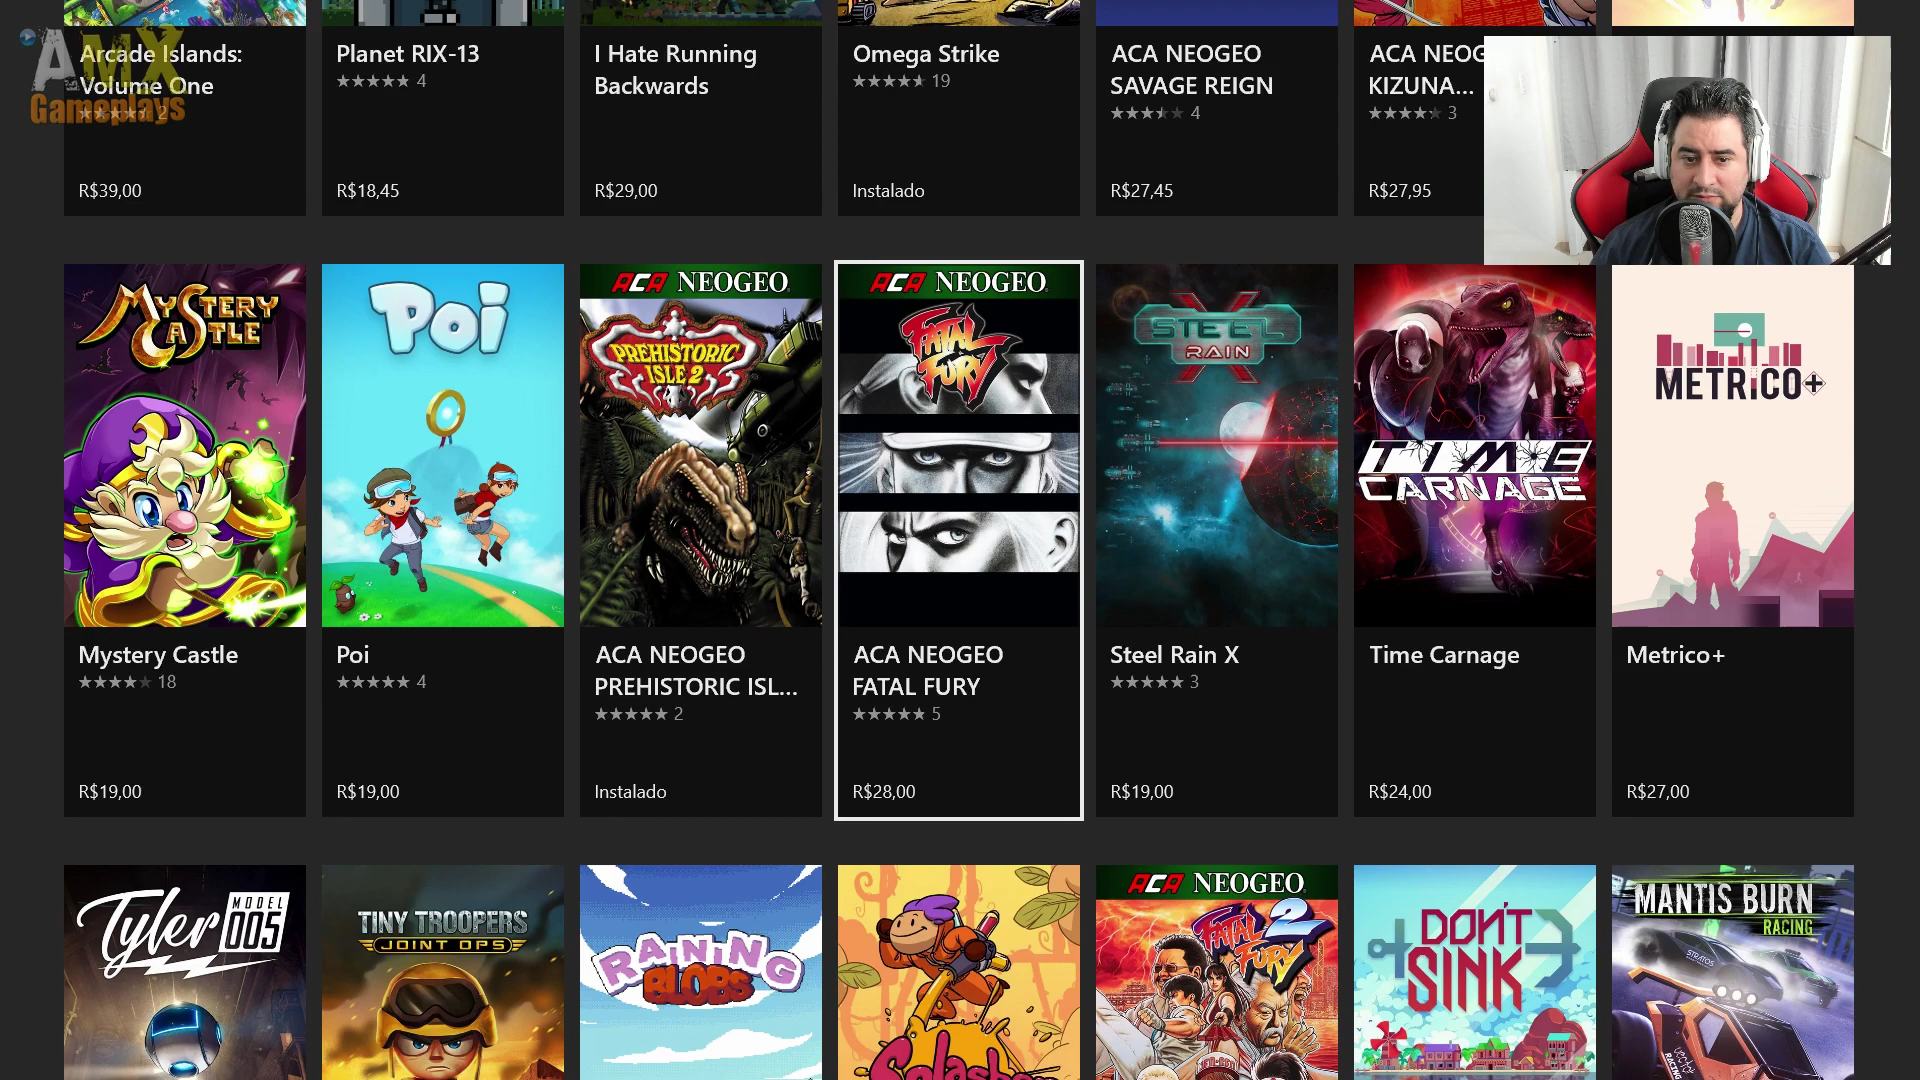 AMX
Gameplays
Arcade Islands:
Volume One
2
R$39,00
Planet RIX-13
4
R$18,45
I Hate Running
Backwards
R$29,00
Omega Strike
19
Instalado
ACA NEOGEO
SAVAGE REIGN
4
R$27,45
ACA NEOG
KIZUNA...
3
R$27,95
MYSTERY
CASTLE
Mystery Castle
18
R$19,00
Poi
Poi
4
R$19,00
ACA NEOGEO
PREHISTORIC
ISLE 2
ACA NEOGEO
PREHISTORIC ISL...
2
Instalado
ACA NEOGEO
FATAL
FURY
ACA NEOGEO
FATAL FURY
5
R$28,00
STEEL
RAIN
X
Steel Rain X
3
R$19,00
TIME
CARNAGE
Time Carnage
R$24,00
METRICO+
Metrico+
R$27,00
Tyler MODEL
005
TINY TROOPERS
JOINT OPS
RAINING
BLOBS
Splasher
ACA NEOGEO
FATAL 2
FURY
DON'T
SINK
MANTIS BURN
RACING
STRATOS